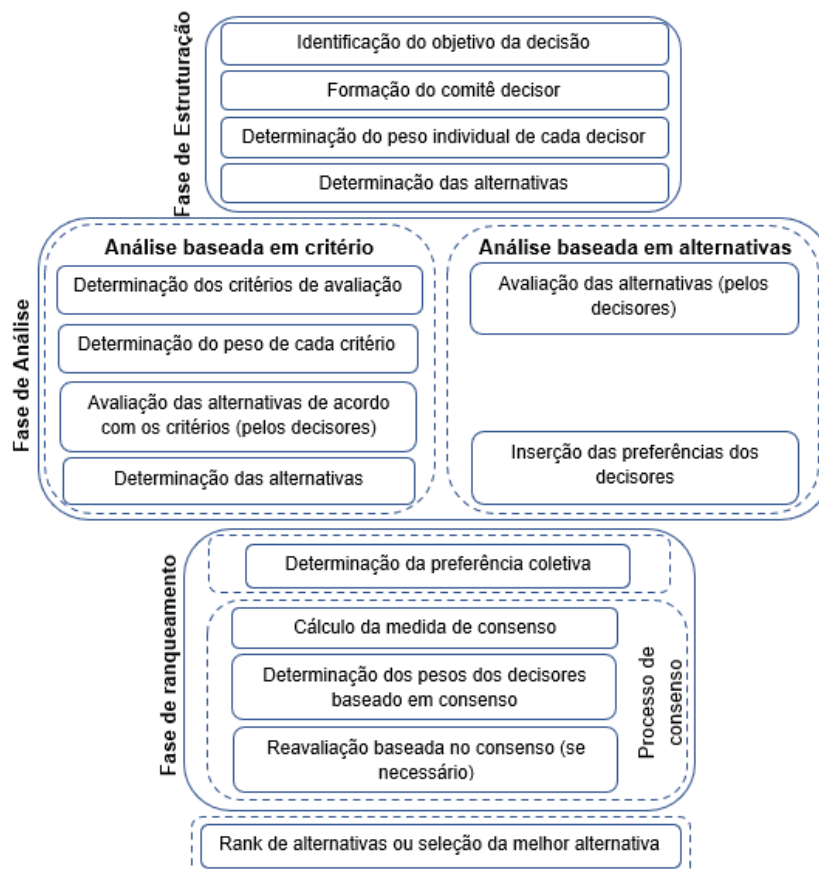 Fase de Estruturação
Identificação do objetivo da decisão
Formação do comitê decisor
Determinação do peso individual de cada decisor
Determinação das alternativas
Fase de Análise
Análise baseada em critério
Determinação dos critérios de avaliação
Determinação do peso de cada critério
Avaliação das alternativas de acordo
com os critérios (pelos decisores)
Determinação das alternativas
Análise baseada em alternativas
Avaliação das alternativas (pelos
decisores)
Inserção das preferências dos
decisores
Fase de ranqueamento
Determinação da preferência coletiva
Cálculo da medida de consenso
Determinação dos pesos dos decisores
baseado em consenso
Reavaliação baseada no consenso (se
necessário)
Processo de
consenso
Rank de alternativas ou seleção da melhor alternativa